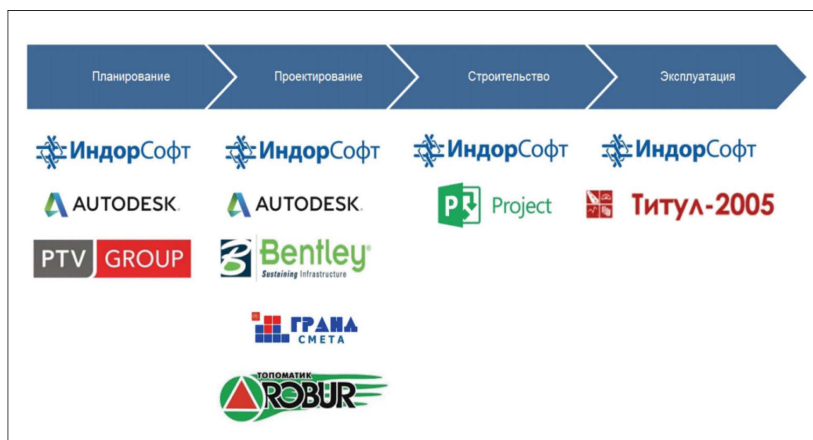 Планирование
Проектирование
Строительство
Эксплуатация
ИндорСофт
ИндорСофт
ИндорСофт
ИндорСофт
AUTODESK.
AUTODESK.
P
Project
Титул-2005
PTV GROUP
B Bentley®
Sustaining Infrastructure
ГРАНД
СМЕТА
ТОПОМАТИК
ROBUR